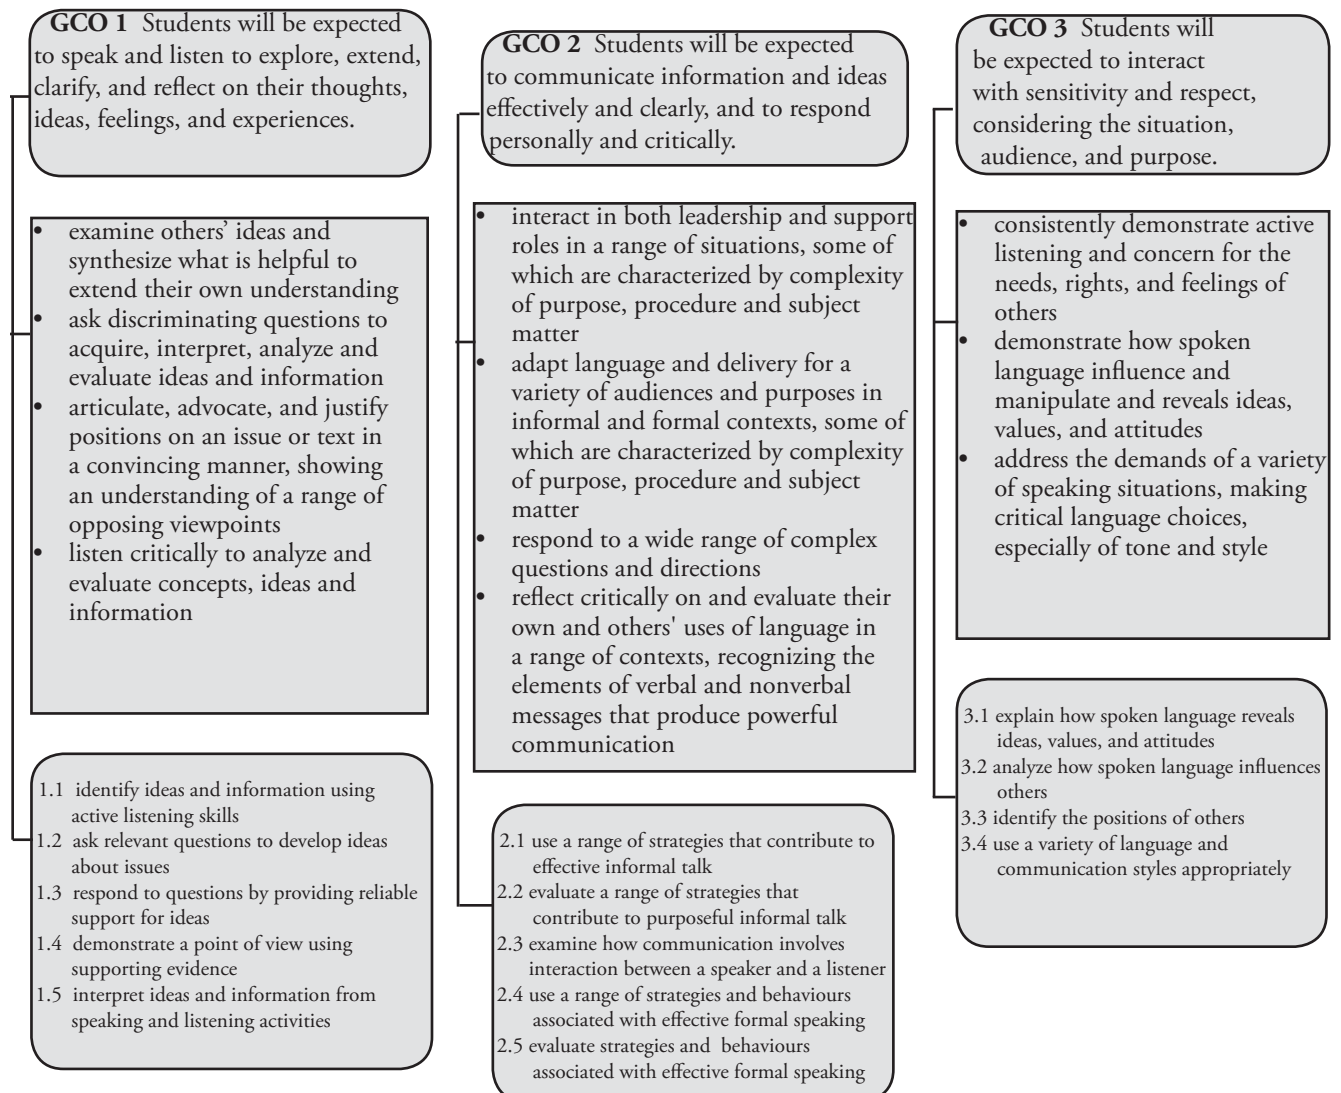 GCO 1 Students will be expected
to speak and listen to explore, extend,
clarify, and reflect on their thoughts,
ideas, feelings, and experiences.
• examine others’ ideas and
synthesize what is helpful to
extend their own understanding
• ask discriminating questions to
acquire, interpret, analyze and
evaluate ideas and information
• articulate, advocate, and justify
positions on an issue or text in
a convincing manner, showing
an understanding of a range of
opposing viewpoints
• listen critically to analyze and
evaluate concepts, ideas and
information
1.1 identify ideas and information using
active listening skills
1.2 ask relevant questions to develop ideas
about issues
1.3 respond to questions by providing reliable
support for ideas
1.4 demonstrate a point of view using
supporting evidence
1.5 interpret ideas and information from
speaking and listening activities
GCO 2 Students will be expected
to communicate information and ideas
effectively and clearly, and to respond
personally and critically.
• interact in both leadership and support
roles in a range of situations, some of
which are characterized by complexity
of purpose, procedure and subject
matter
• adapt language and delivery for a
variety of audiences and purposes in
informal and formal contexts, some of
which are characterized by complexity
of purpose, procedure and subject
matter
• respond to a wide range of complex
questions and directions
• reflect critically on and evaluate their
own and others' uses of language in
a range of contexts, recognizing the
elements of verbal and nonverbal
messages that produce powerful
communication
2.1 use a range of strategies that contribute to
effective informal talk
2.2 evaluate a range of strategies that
contribute to purposeful informal talk
2.3 examine how communication involves
interaction between a speaker and a listener
2.4 use a range of strategies and behaviours
associated with effective formal speaking
2.5 evaluate strategies and behaviours
associated with effective formal speaking
GCO 3 Students will
be expected to interact
with sensitivity and respect,
considering the situation,
audience, and purpose.
• consistently demonstrate active
listening and concern for the
needs, rights, and feelings of
others
• demonstrate how spoken
language influence and
manipulate and reveals ideas,
values, and attitudes
• address the demands of a variety
of speaking situations, making
critical language choices,
especially of tone and style
3.1 explain how spoken language reveals
ideas, values, and attitudes
3.2 analyze how spoken language influences
others
3.3 identify the positions of others
3.4 use a variety of language and
communication styles appropriately